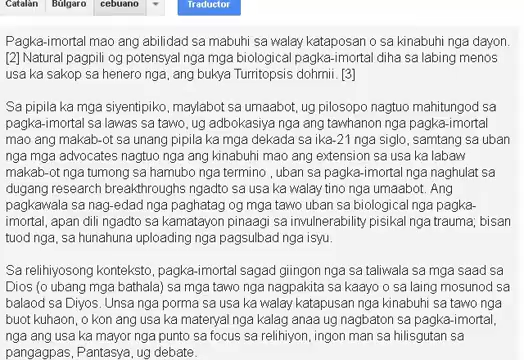 Catalán Búlgaro cebuano Traductor
Pagka-imortal mao ang abilidad sa mabuhi sa walay kataposan o sa kinabuhi nga dayon.
[2] Natural pagpili og potensyal nga mga biological pagka-imortal diha sa labing menos
usa ka sakop sa henero nga, ang bukya Turritopsis dohrnii. [3]
Sa pipila ka mga siyentipiko, maylabot sa umaabot, ug pilosopo nagtuo mahitungod sa
pagka-imortal sa lawas sa tawo, ug adbokasiya nga ang tawhanon nga pagka-imortal
mao ang makab-ot sa unang pipila ka mga dekada sa ika-21 nga siglo, samtang sa uban
nga mga advocates nagtuo nga ang kinabuhi mao ang extension sa usa ka labaw
makab-ot nga tumong sa hamubo nga termino , uban sa pagka-imortal nga naghulat sa
dugang research breakthroughs ngadto sa usa ka walay tino nga umaabot. Ang
pagkawala sa nag-edad nga paghatag og mga tawo uban sa biological nga pagka-
imortal, apan dili ngadto sa kamatayon pinaagi sa invulnerability pisikal nga trauma; bisan
tuod nga, sa hunahuna uploading nga pagsulbad nga isyu.
Sa relihiyosong konteksto, pagka-imortal sagad giingon nga sa taliwala sa mga saad sa
Dios (o ubang mga bathala) sa mga tawo nga nagpakita sa kaayo o sa laing mosunod sa
balaod sa Diyos. Unsa nga porma sa usa ka walay katapusan nga kinabuhi sa tawo nga
buot kuhaon, o kon ang usa ka materyal nga kalag anaa ug nagbaton sa pagka-imortal,
nga ang usa ka mayor nga punto sa focus sa relihiyon, ingon man sa hilisgutan sa
pangagpas, Pantasya, ug debate.